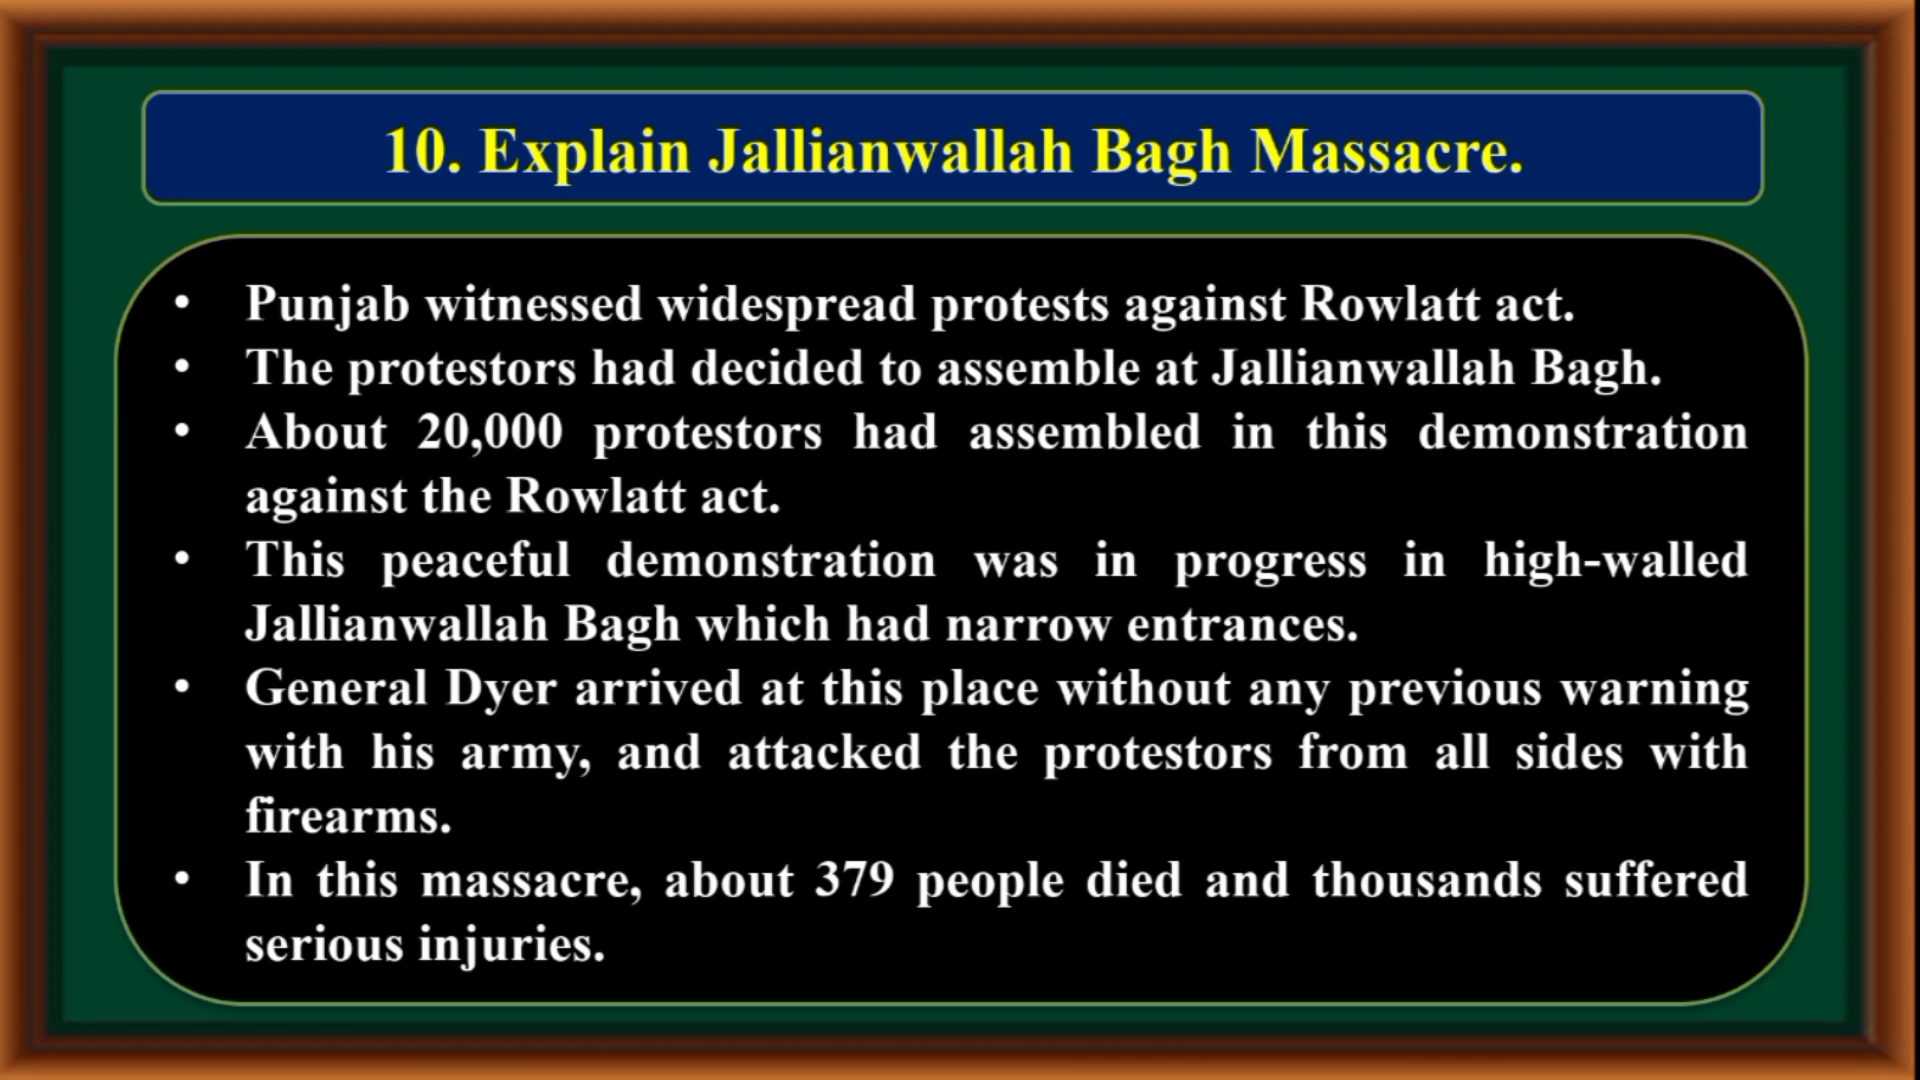 10. Explain Jallianwallah Bagh Massacre.
• Punjab witnessed widespread protests against Rowlatt act.
• The protestors had decided to assemble at Jallianwallah Bagh.
• About 20,000 protestors had assembled in this demonstration
against the Rowlatt act.
• This peaceful demonstration was in progress in high-walled
Jallianwallah Bagh which had narrow entrances.
• General Dyer arrived at this place without any previous warning
with his army, and attacked the protestors from all sides with
firearms.
• In this massacre, about 379 people died and thousands suffered
serious injuries.